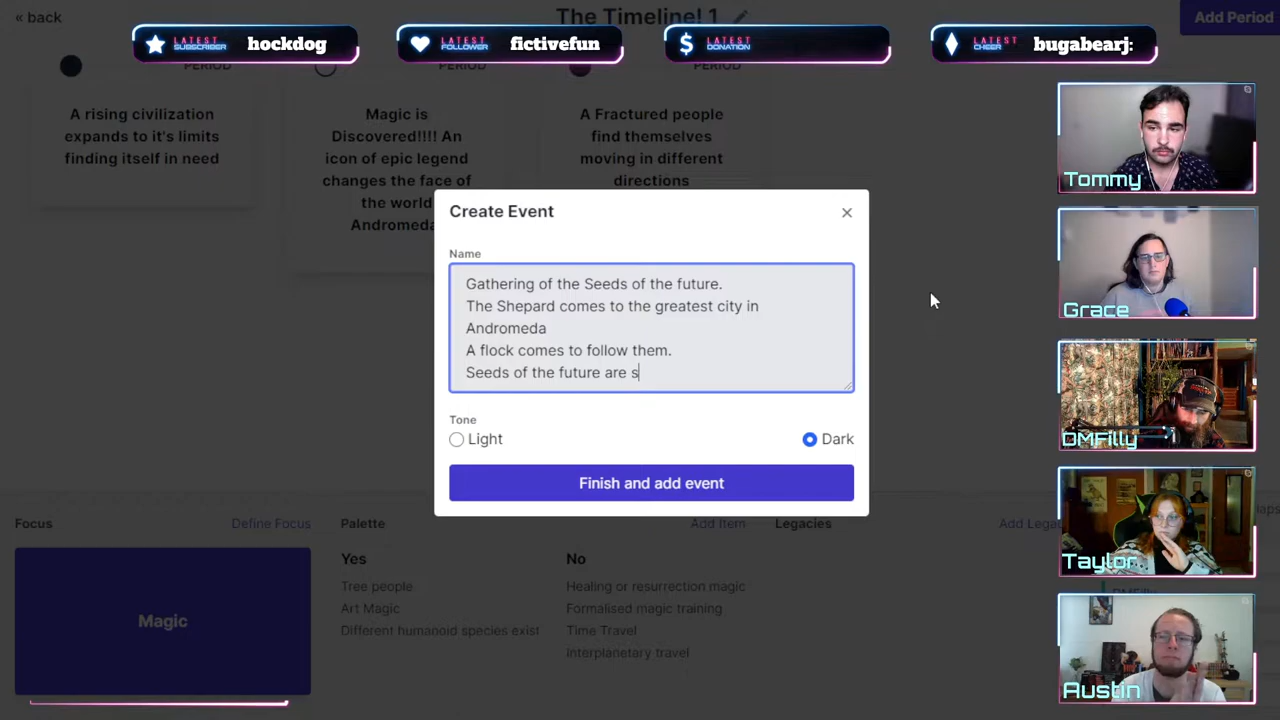 « back
The Timeline! 1
Add Period
LATEST SUBSCRIBER hockdog
LATEST FOLLOWER fictivefun
LATEST DONATION
LATEST CHEER bugabearj:
PERIOD
PERIOD
PERIOD
A rising civilization
expands to it's limits
finding itself in need
Magic is
Discovered!!!! An
icon of epic legend
changes the face of
the world
Andromeda
A Fractured people
find themselves
moving in different
directions
Create Event
Name
Gathering of the Seeds of the future.
The Shepard comes to the greatest city in
Andromeda
A flock comes to follow them.
Seeds of the future are s
Tone
Light
Dark
Finish and add event
Focus
Define Focus
Magic
Palette
Add Item
Yes
Tree people
Art Magic
Different humanoid species exist
No
Healing or resurrection magic
Formalised magic training
Time Travel
Interplanetary travel
Legacies
Add Legac
Tommy
Grace
DMFilly
Taylor
DMFilly
Austin